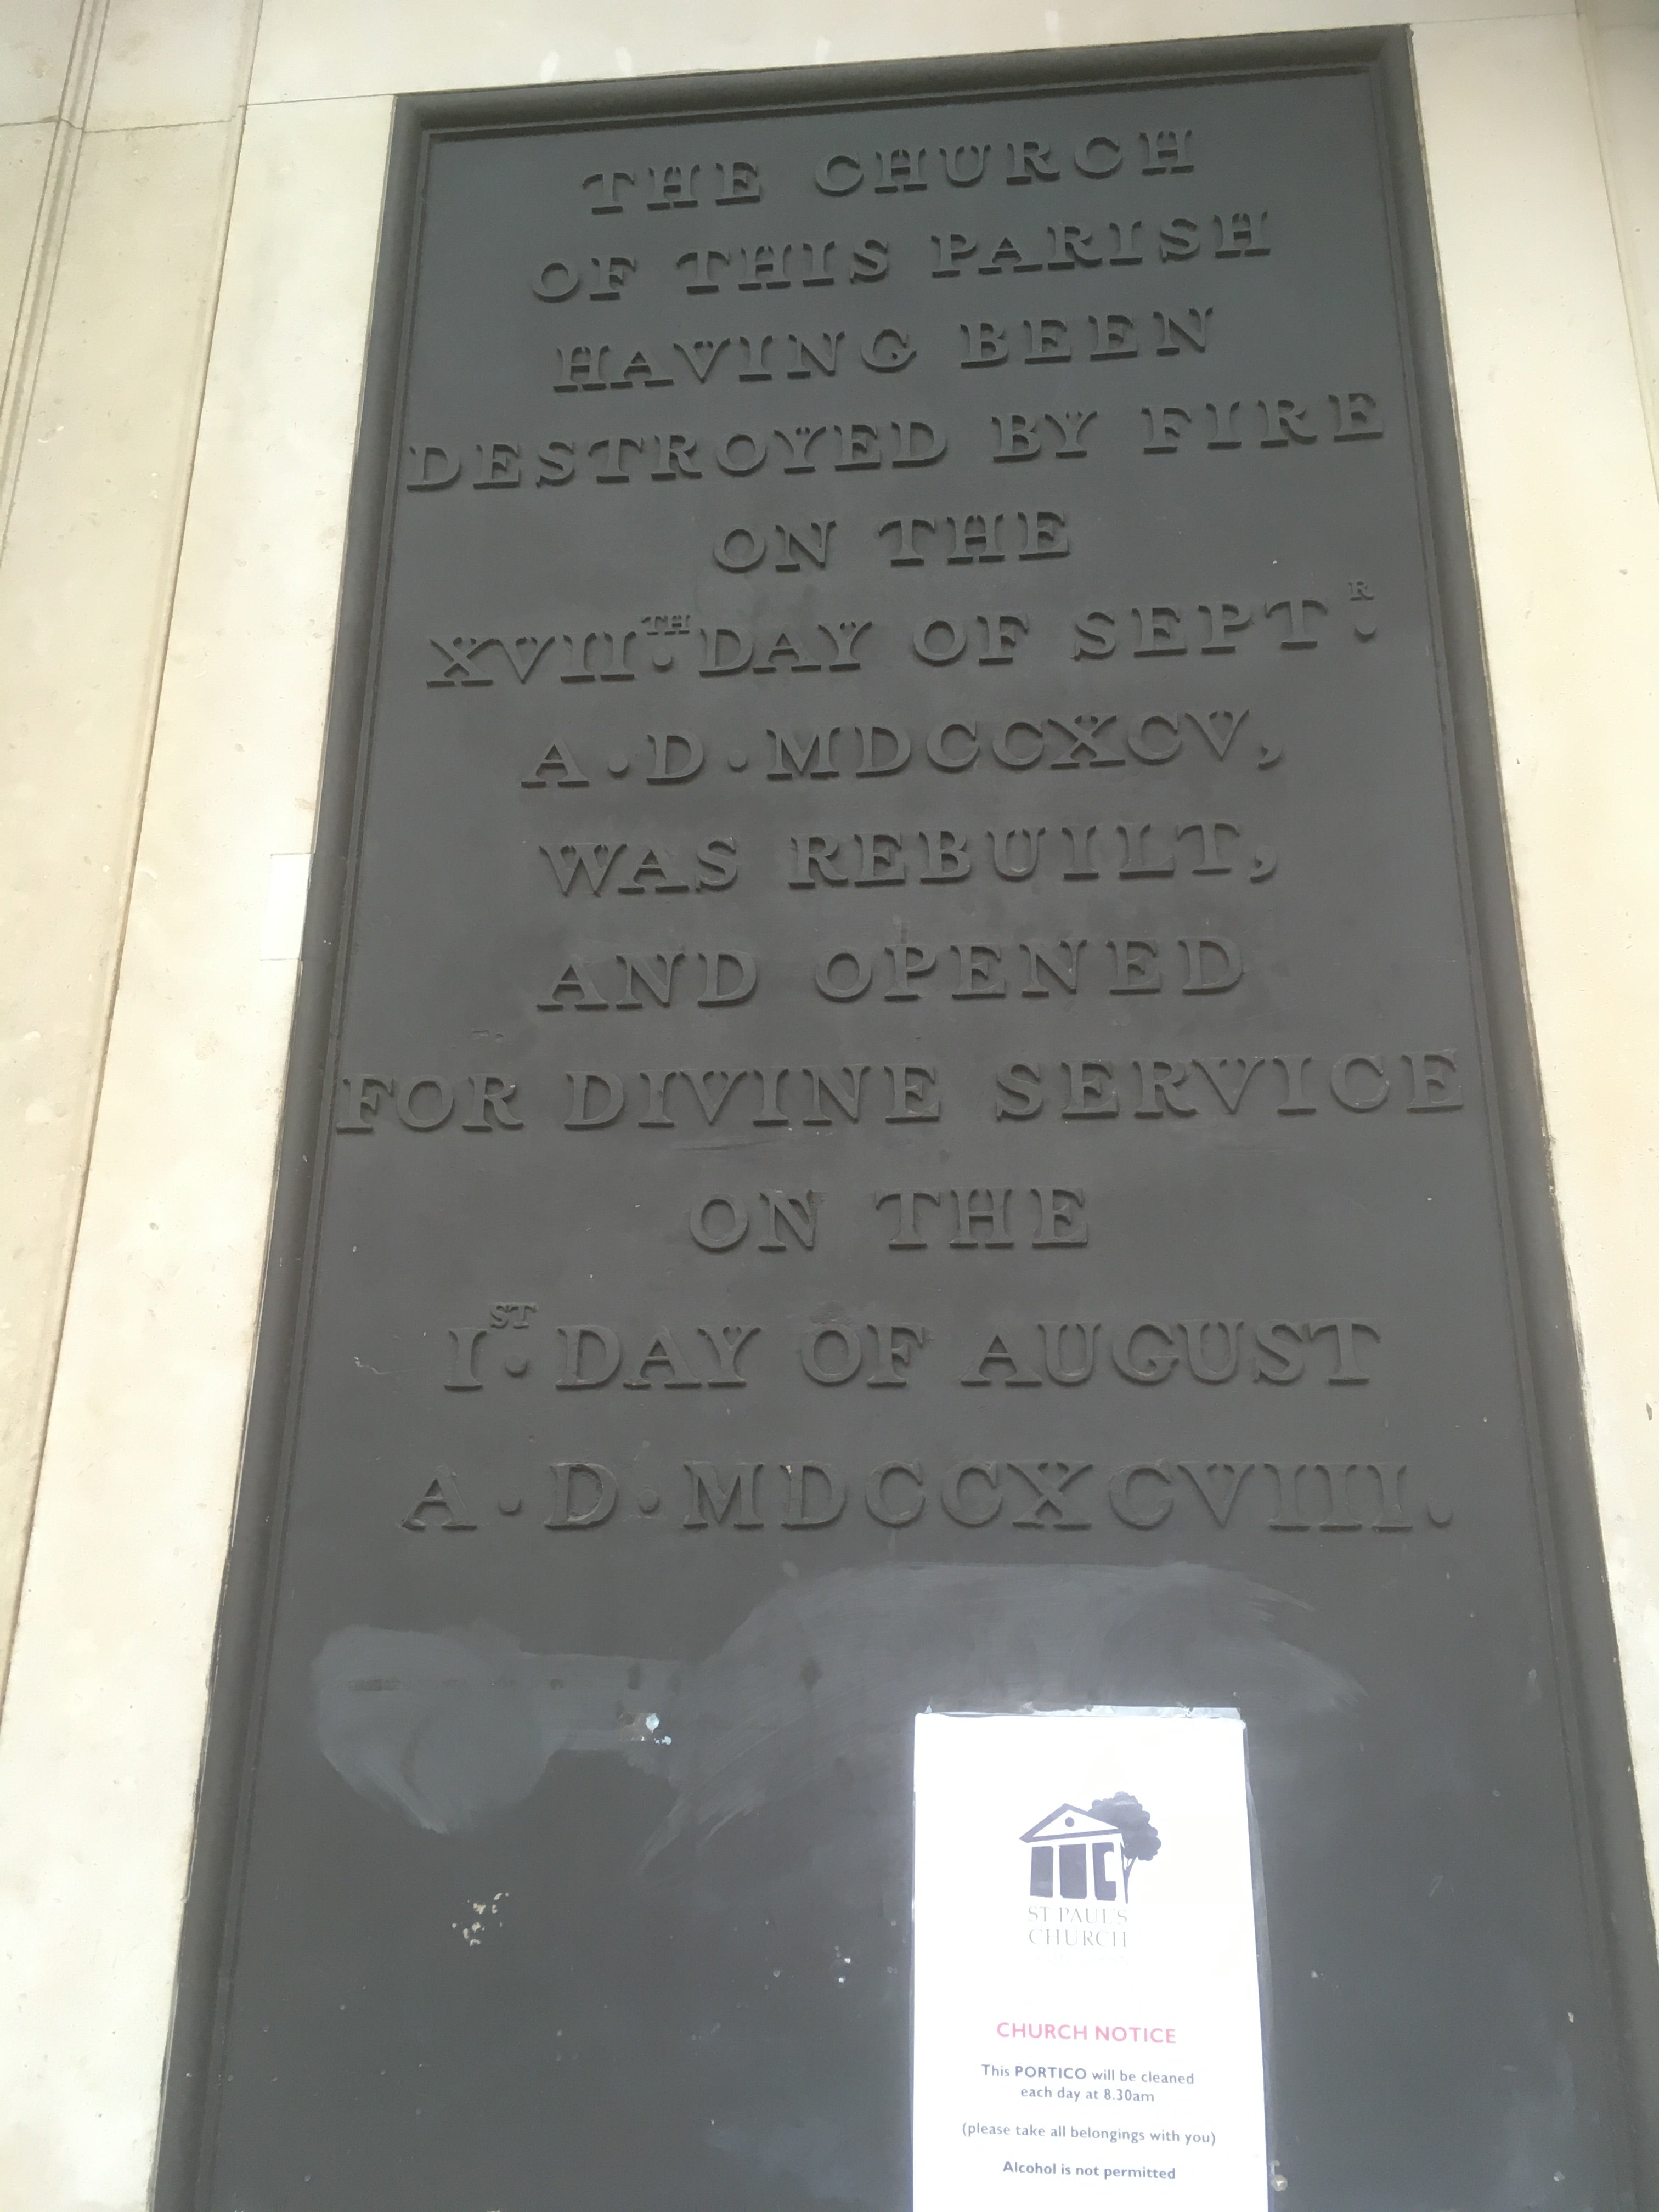 THE CHURCH
OF THIS PARISH
HAVING BEEN
DESTROYED BY FIRE
ON THE
XVII.TH DAY OF SEPT.R
A.D.MDCCXCV,
WAS REBUILT,
AND OPENED
FOR DIVINE SERVICE
ON THE
I.ST DAY OF AUGUST
A.D.MDCCXCVIII.
ST PAUL'S
CHURCH
CHURCH NOTICE
This PORTICO will be cleaned
each day at 8.30am
(please take all belongings with you)
Alcohol is not permitted